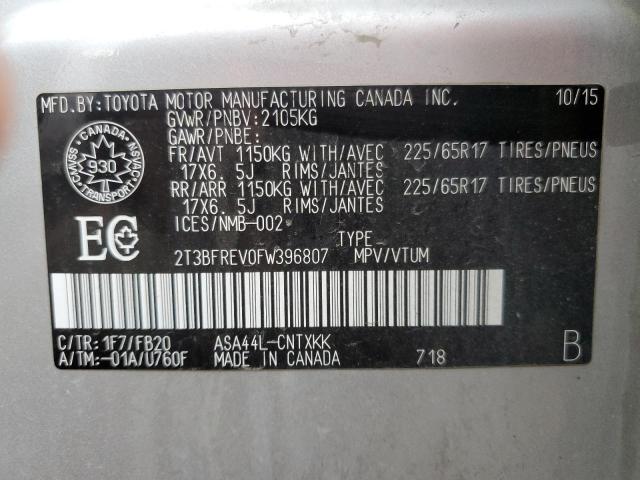 MFD.BY:TOYOTA MOTOR MANUFACTURING CANADA INC. 10/15
GVWR/PNBV:2105KG
GAWR/PNBE:
FR/AVT 1150KG WITH/AVEC 225/65R17 TIRES/PNEUS
17X6.5J RIMS/JANTES
RR/ARR 1150KG WITH/AVEC 225/65R17 TIRES/PNEUS
17X6.5J RIMS/JANTES
ICES/NMB-002
TYPE
2T3BFREV0FW396807 MPV/VTUM
CANADA
CMVSS
NSVAC
930
TRANSPORT
EC
C/TR:1F7/FB20 ASA44L-CNTXKK
A/TM:-01A/U760F MADE IN CANADA 718 B